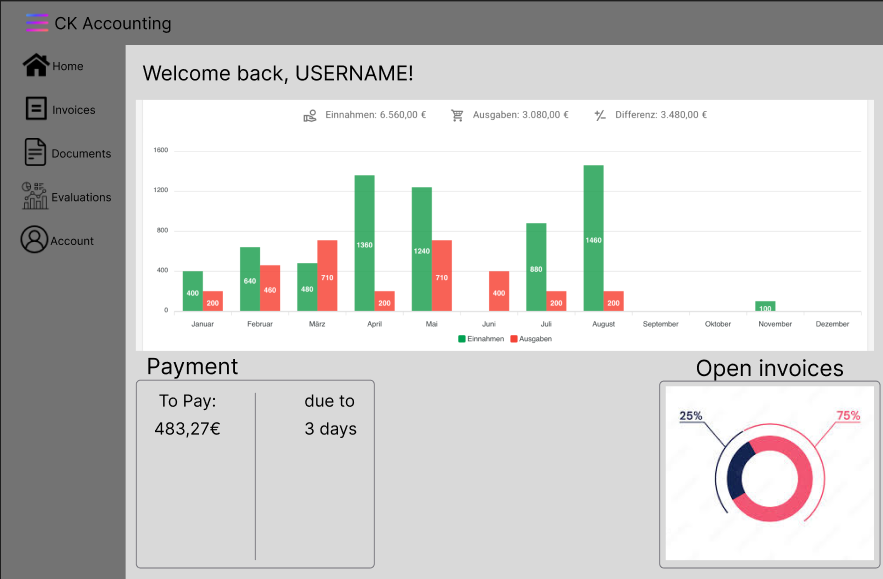 CK Accounting
Home
Invoices
Documents
Evaluations
Account
Welcome back, USERNAME!
Einnahmen: 6.560,00 € Ausgaben: 3.080,00 € Differenz: 3.480,00 €
1600
1200
800
400
0
400 200 640 460 480 710 1360 200 1240 710 400 880 200 1460 200 100
Januar Februar März April Mai Juni Juli August September Oktober November Dezember
Einnahmen Ausgaben
Payment
To Pay: due to
483,27€ 3 days
Open invoices
25% 75%